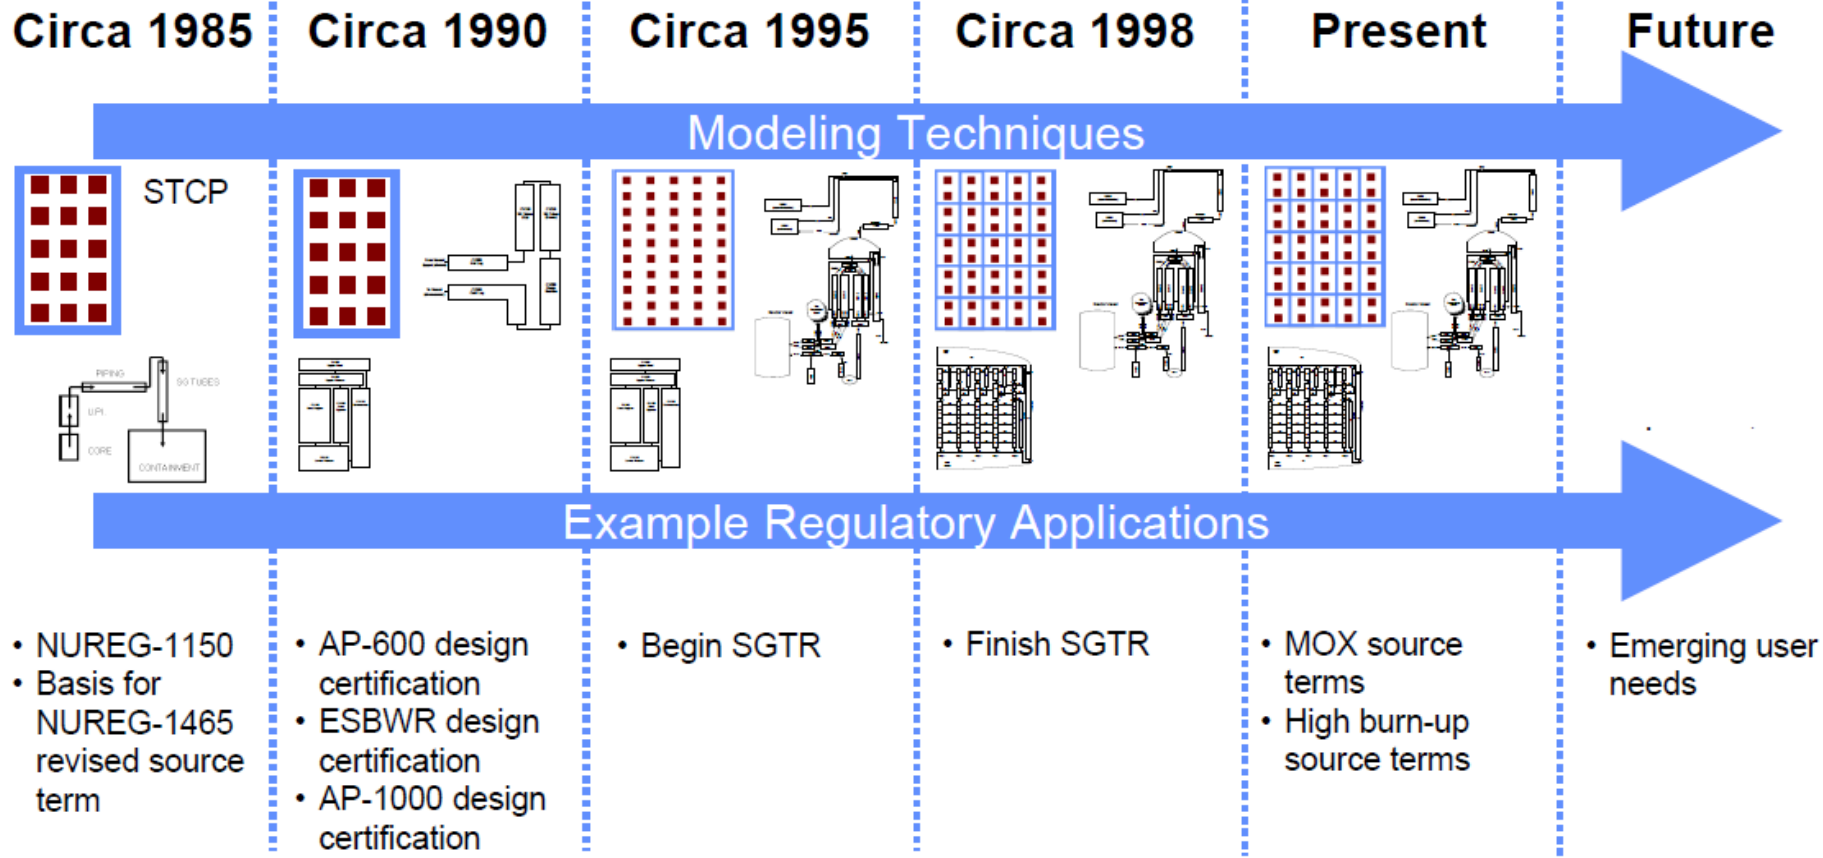 Circa 1985
Circa 1990
Circa 1995
Circa 1998
Present
Future
Modeling Techniques
STCP
PIPING
SG TUBES
UPI.
CORE
CONTAINMENT
Example Regulatory Applications
• NUREG-1150
• Basis for
NUREG-1465
revised source
term
• AP-600 design
certification
• ESBWR design
certification
• AP-1000 design
certification
• Begin SGTR
• Finish SGTR
• MOX source
terms
• High burn-up
source terms
• Emerging user
needs